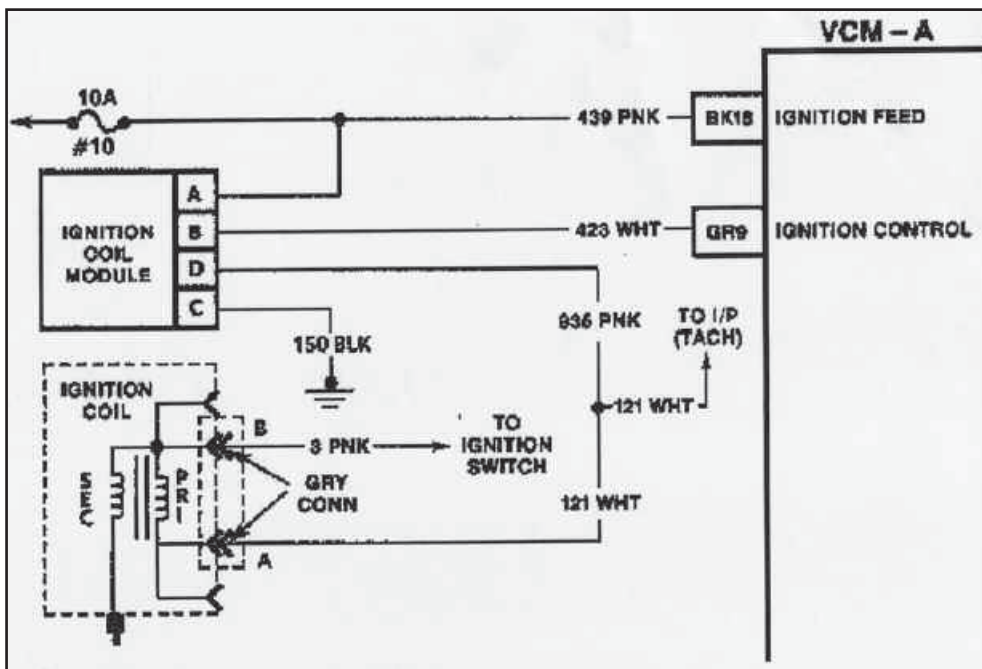 VCM – A
10A
#10
439 PNK
BK18
IGNITION FEED
IGNITION
COIL
MODULE
A
B
D
C
423 WHT
GR9
IGNITION CONTROL
935 PNK
TO I/P
(TACH)
150 BLK
121 WHT
IGNITION
COIL
B
3 PNK
TO
IGNITION
SWITCH
SEC
PRI
GRY
CONN
121 WHT
A